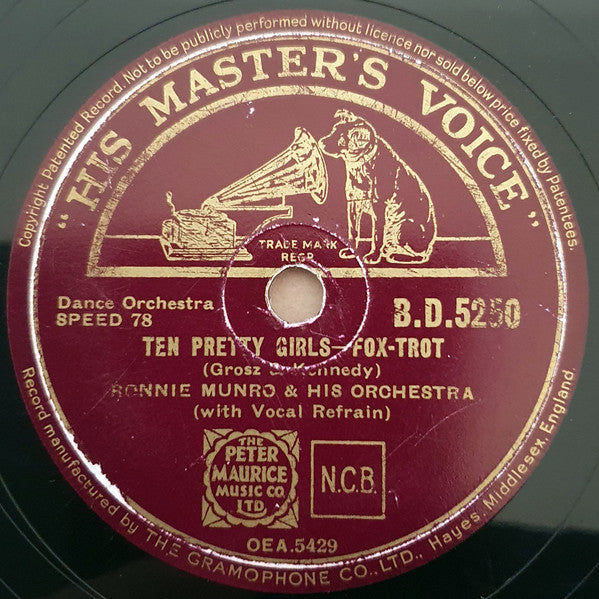 Copyright Patented Record. Not to be publicly performed without licence nor sold below price fixed by Patentees.
"HIS MASTER'S VOICE"
TRADE MARK
REGD
Dance Orchestra
SPEED 78
B.D.5250
TEN PRETTY GIRLS—FOX-TROT
(Grosz & Kennedy)
RONNIE MUNRO & HIS ORCHESTRA
(with Vocal Refrain)
THE
PETER
MAURICE
MUSIC CO.
LTD.
N.C.B.
OEA.5429
Record manufactured by THE GRAMOPHONE CO., LTD., Hayes, Middlesex, England.